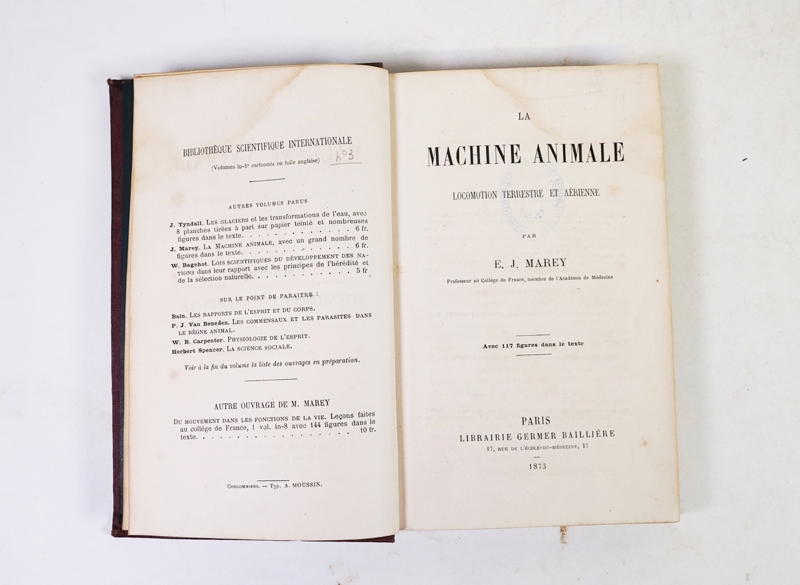 BIBLIOTHÈQUE SCIENTIFIQUE INTERNATIONALE
(Volumes in-8º cartonnés en toile anglaise)
Nº3
AUTRES VOLUMES PARUS
J. Tyndall. LES GLACIERS et les transformations de l'eau, avec
8 planches tirées à part sur papier teinté et nombreuses
figures dans le texte. . . . . . . . . . . . . 6 fr.
J. Marey. LA MACHINE ANIMALE, avec un grand nombre de
figures dans le texte. . . . . . . . . . . . . 6 fr.
W. Bagehot. LOIS SCIENTIFIQUES DU DÉVELOPPEMENT DES NA-
TIONS dans leur rapport avec les principes de l'hérédité et
de la sélection naturelle. . . . . . . . . . . . 5 fr
SUR LE POINT DE PARAITRE :
Bain. LES RAPPORTS DE L'ESPRIT ET DU CORPS.
P. J. Van Beneden. LES COMMENSAUX ET LES PARASITES DANS
LE RÈGNE ANIMAL.
W. B. Carpenter. PHYSIOLOGIE DE L'ESPRIT.
Herbert Spencer. LA SCIENCE SOCIALE.
Voir à la fin du volume la liste des ouvrages en préparation.
AUTRE OUVRAGE DE M. MAREY
DU MOUVEMENT DANS LES FONCTIONS DE LA VIE. Leçons faites
au collége de France, 1 vol. in-8 avec 144 figures dans le
texte. . . . . . . . . . . . . . . . . . 10 fr.
COULOMMIERS. — Typ. A. MOUSSIN.
LA
MACHINE ANIMALE
LOCOMOTION TERRESTRE ET AÉRIENNE
PAR
E. J. MAREY
Professeur au Collége de France, membre de l'Académie de Médecine
Avec 117 figures dans le texte
PARIS
LIBRAIRIE GERMER BAILLIÈRE
17, RUE DE L'ÉCOLE-DE-MÉDECINE, 17
1873